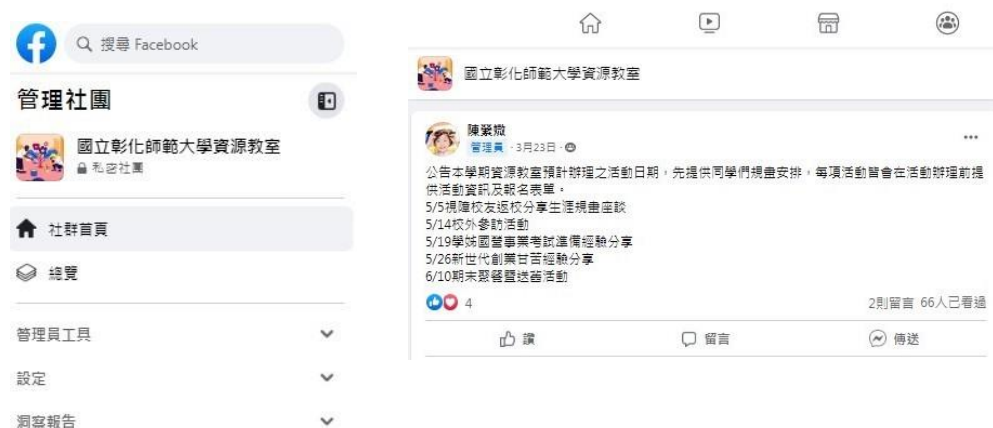 搜尋 Facebook
管理社團
國立彰化師範大學資源教室
私密社團
社群首頁
總覽
管理員工具
設定
洞察報告
國立彰化師範大學資源教室
管理員 · 3月23日 ·
公告本學期資源教室預計辦理之活動日期，先提供同學們規畫安排，每項活動皆會在活動辦理前提
供活動資訊及報名表單。
5/5視障校友返校分享生涯規畫座談
5/14校外參訪活動
5/19學姊國營事業考試準備經驗分享
5/26新世代創業甘苦經驗分享
6/10期末聚餐暨送舊活動
4
2則留言 66人已看過
讚
留言
傳送